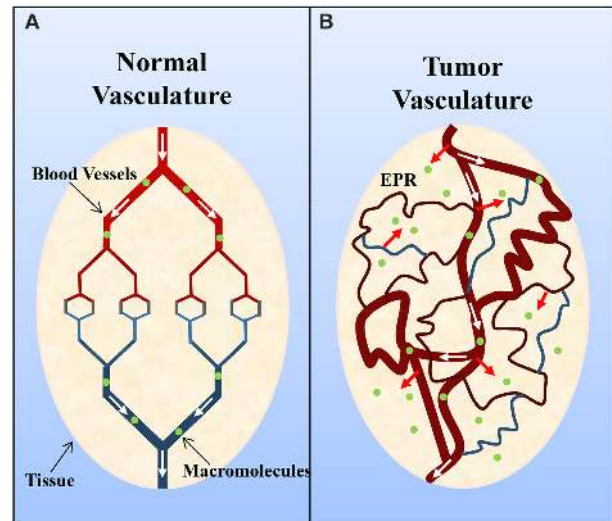 A
Normal
Vasculature
Blood Vessels
Tissue
Macromolecules
B
Tumor
Vasculature
EPR